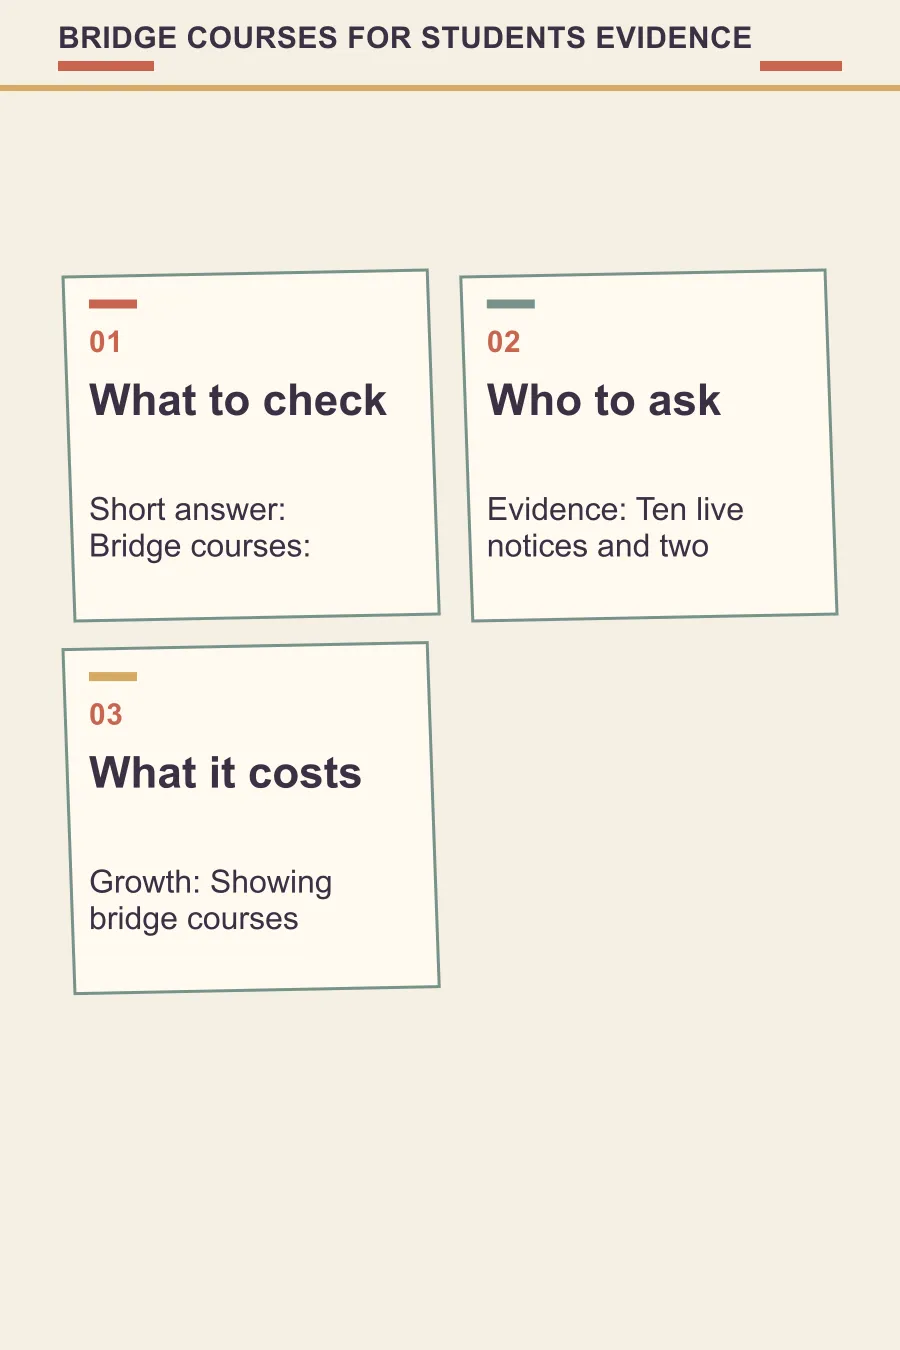 BRIDGE COURSES FOR STUDENTS EVIDENCE
01
What to check
Short answer:
Bridge courses:
02
Who to ask
Evidence: Ten live
notices and two
03
What it costs
Growth: Showing
bridge courses